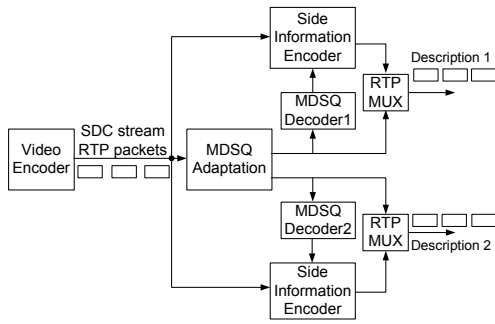 Side
Information
Encoder
Description 1
RTP
MUX
MDSQ
Decoder1
SDC stream
RTP packets
Video
Encoder
MDSQ
Adaptation
MDSQ
Decoder2
RTP
MUX
Description 2
Side
Information
Encoder